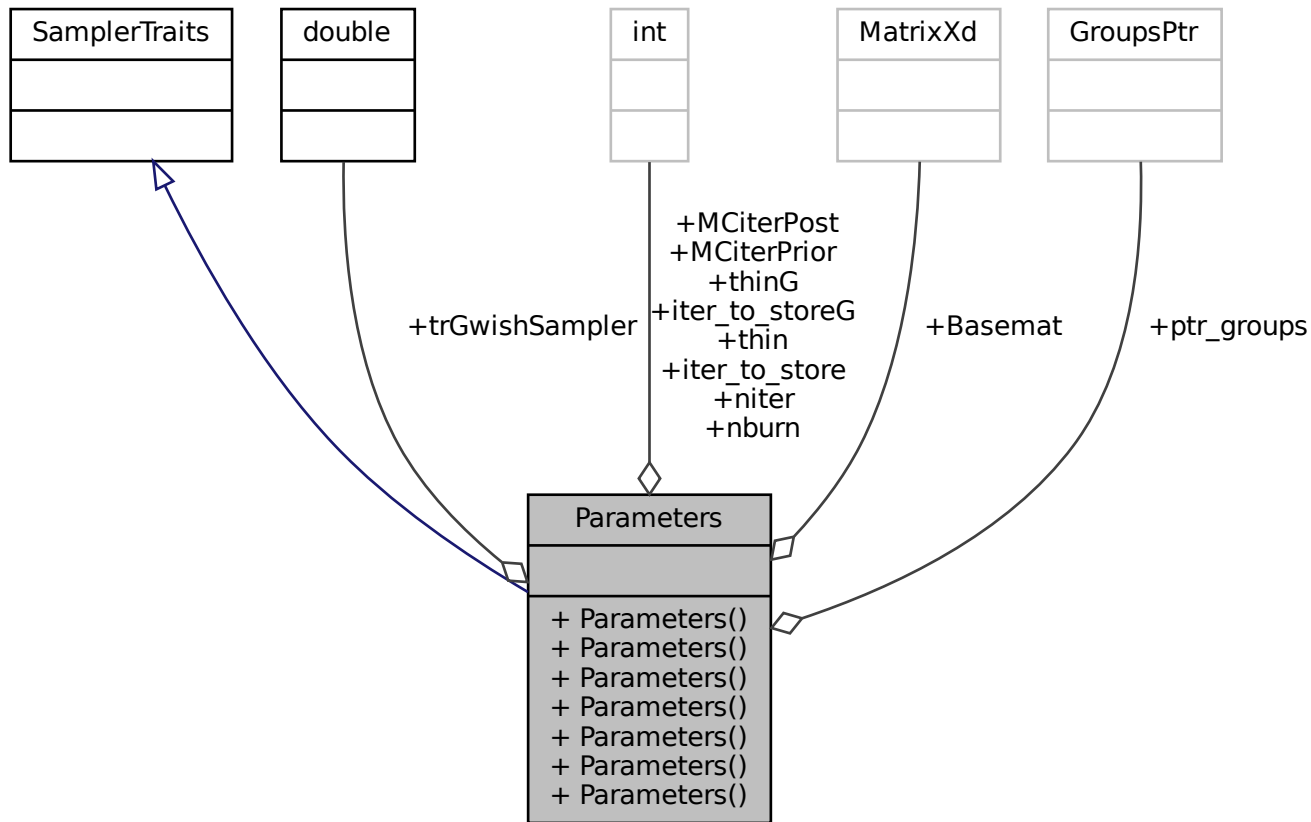 SamplerTraits
double
int
MatrixXd
GroupsPtr
+MCiterPost
+MCiterPrior
+thinG
+trGwishSampler
+iter_to_storeG
+Basemat
+ptr_groups
+thin
+iter_to_store
+niter
+nburn
Parameters
+ Parameters()
+ Parameters()
+ Parameters()
+ Parameters()
+ Parameters()
+ Parameters()
+ Parameters()